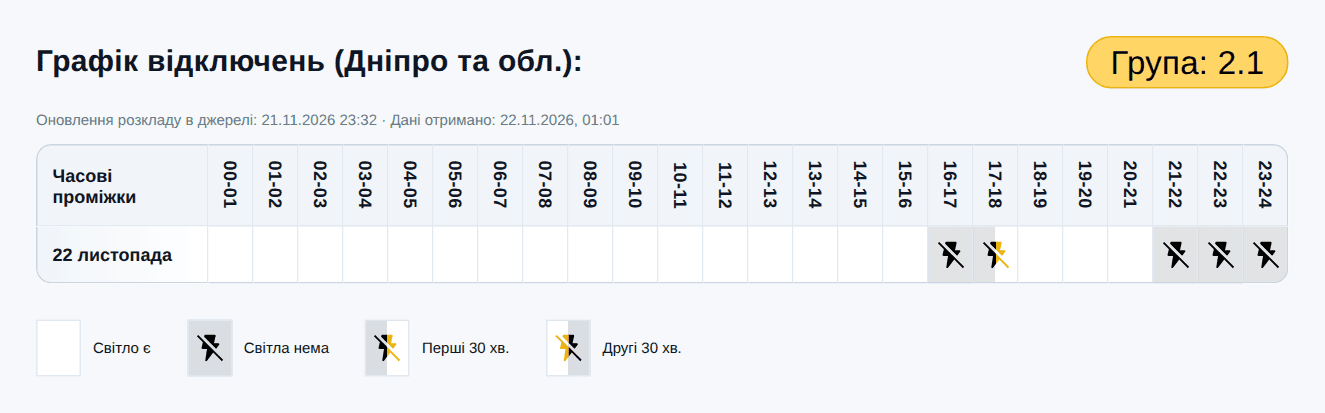 Графік відключень (Дніпро та обл.):
Група: 2.1
Оновлення розкладу в джерелі: 21.11.2026 23:32 · Дані отримано: 22.11.2026, 01:01
Часові
проміжки
00-01
01-02
02-03
03-04
04-05
05-06
06-07
07-08
08-09
09-10
10-11
11-12
12-13
13-14
14-15
15-16
16-17
17-18
18-19
19-20
20-21
21-22
22-23
23-24
22 листопада
Світло є
Світла нема
Перші 30 хв.
Другі 30 хв.